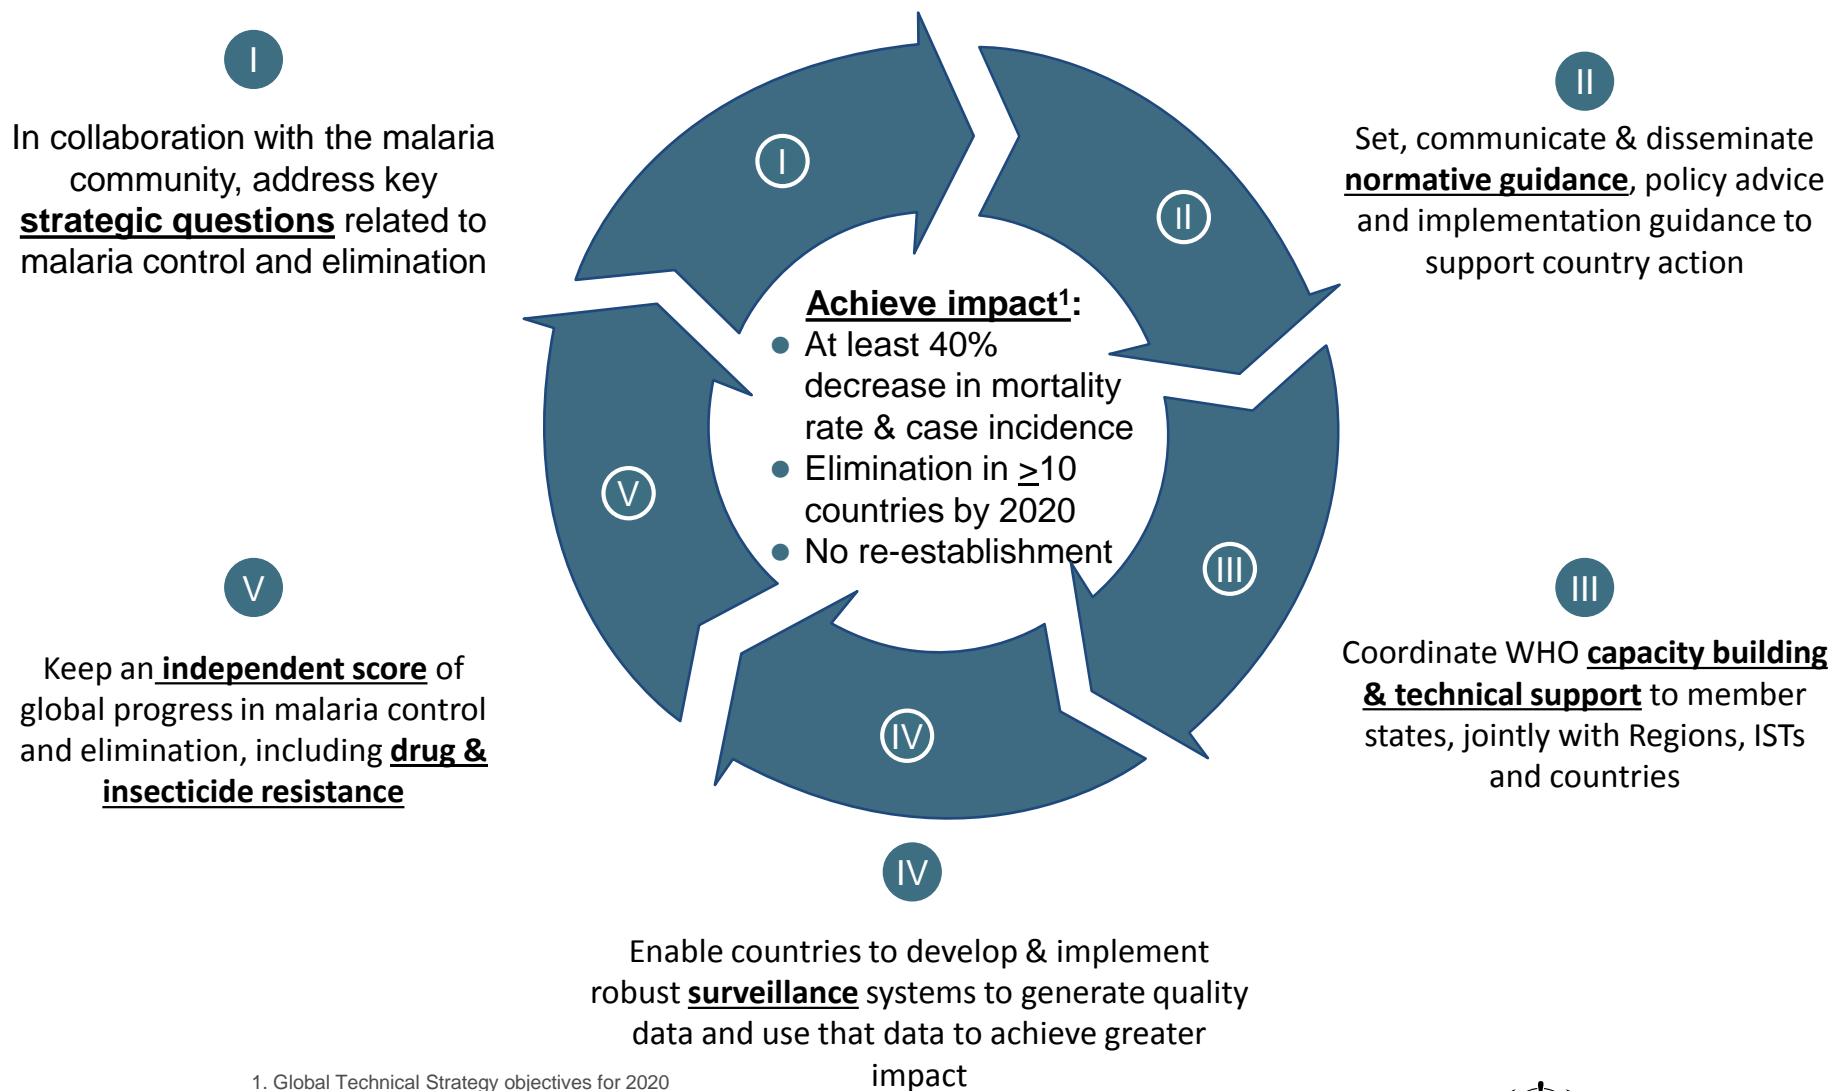 I
In collaboration with the malaria
community, address key
strategic questions related to
malaria control and elimination
II
Set, communicate & disseminate
normative guidance, policy advice
and implementation guidance to
support country action
I
II
III
IV
V
Achieve impact¹:
● At least 40%
decrease in mortality
rate & case incidence
● Elimination in ≥10
countries by 2020
● No re-establishment
V
Keep an independent score of
global progress in malaria control
and elimination, including drug &
insecticide resistance
III
Coordinate WHO capacity building
& technical support to member
states, jointly with Regions, ISTs
and countries
IV
Enable countries to develop & implement
robust surveillance systems to generate quality
data and use that data to achieve greater
impact
1. Global Technical Strategy objectives for 2020